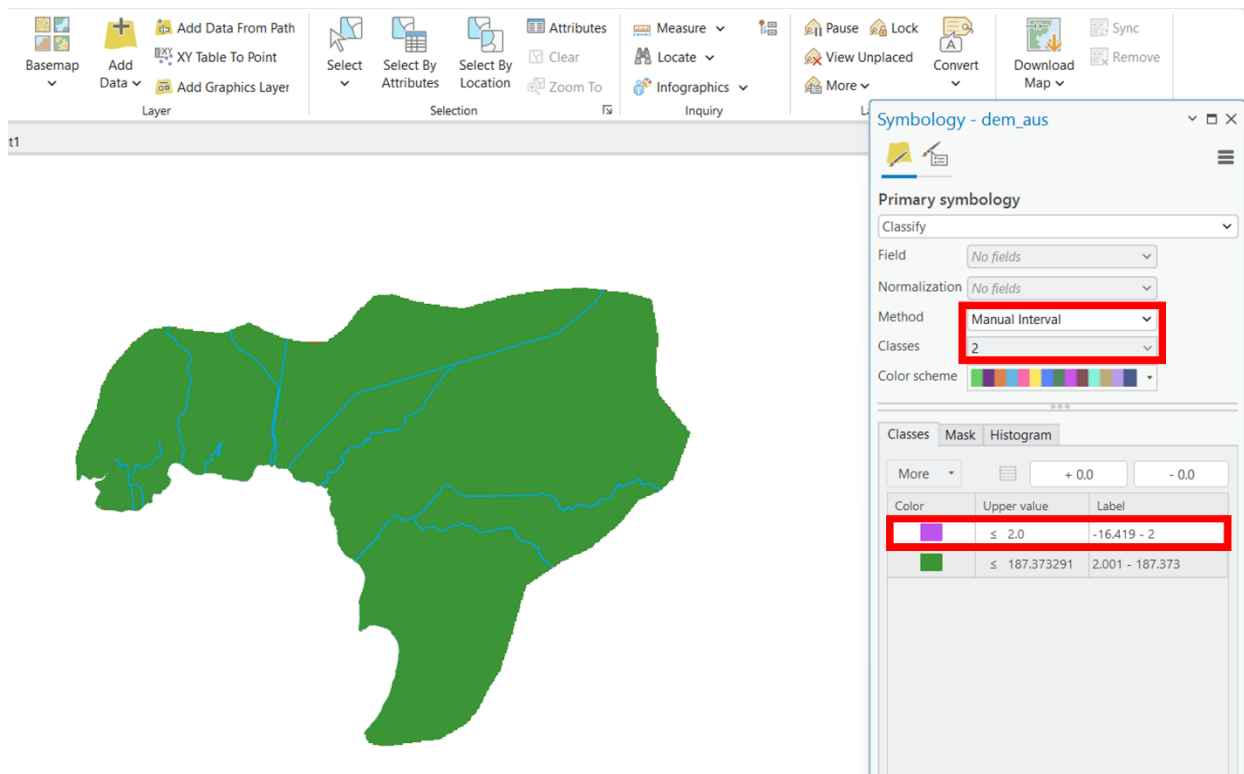 Basemap
Add Data
Add Data From Path
XY Table To Point
Add Graphics Layer
Layer
Select
Select By Attributes
Select By Location
Attributes
Clear
Zoom To
Selection
Measure
Locate
Infographics
Inquiry
Pause
Lock
View Unplaced
More
A
Convert
Download Map
Sync
Remove
t1
Symbology - dem_aus
Primary symbology
Classify
Field No fields
Normalization No fields
Method Manual Interval
Classes 2
Color scheme
Classes Mask Histogram
More + 0.0 - 0.0
Color Upper value Label
≤ 2.0 -16.419 - 2
≤ 187.373291 2.001 - 187.373